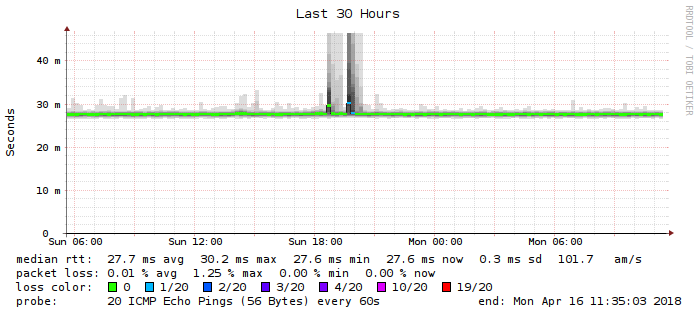 Last 30 Hours
RRDTOOL / TOBI OETIKER
Seconds
40 m
30 m
20 m
10 m
0
Sun 06:00 Sun 12:00 Sun 18:00 Mon 00:00 Mon 06:00
median rtt: 27.7 ms avg 30.2 ms max 27.6 ms min 27.6 ms now 0.3 ms sd 101.7 am/s
packet loss: 0.01 % avg 1.25 % max 0.00 % min 0.00 % now
loss color: 0 1/20 2/20 3/20 4/20 10/20 19/20
probe: 20 ICMP Echo Pings (56 Bytes) every 60s end: Mon Apr 16 11:35:03 2018